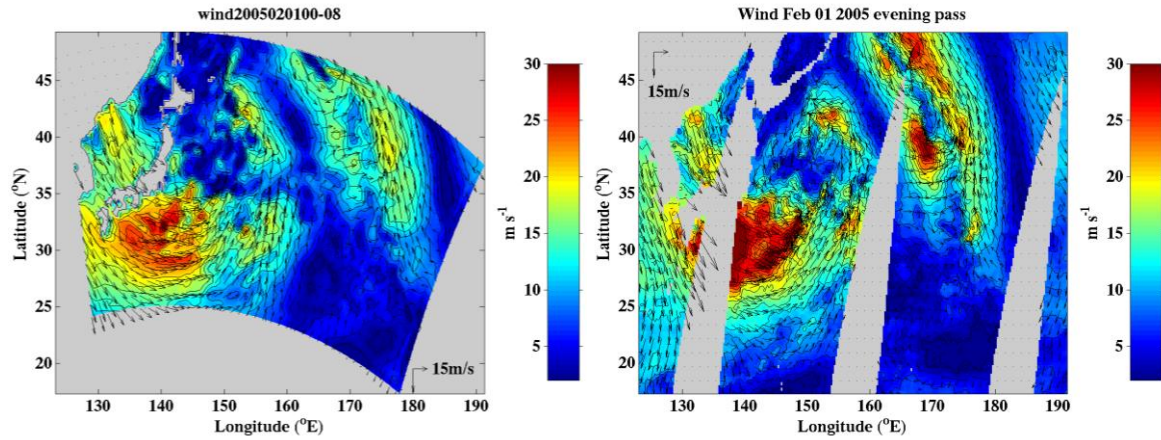 wind2005020100-08
45
40
35
30
25
20
Latitude (°N)
130 140 150 160 170 180 190
Longitude (°E)
15m/s
30
25
20
15
10
5
m s-1
Wind Feb 01 2005 evening pass
15m/s
45
40
35
30
25
20
Latitude (°N)
130 140 150 160 170 180 190
Longitude (°E)
30
25
20
15
10
5
m s-1